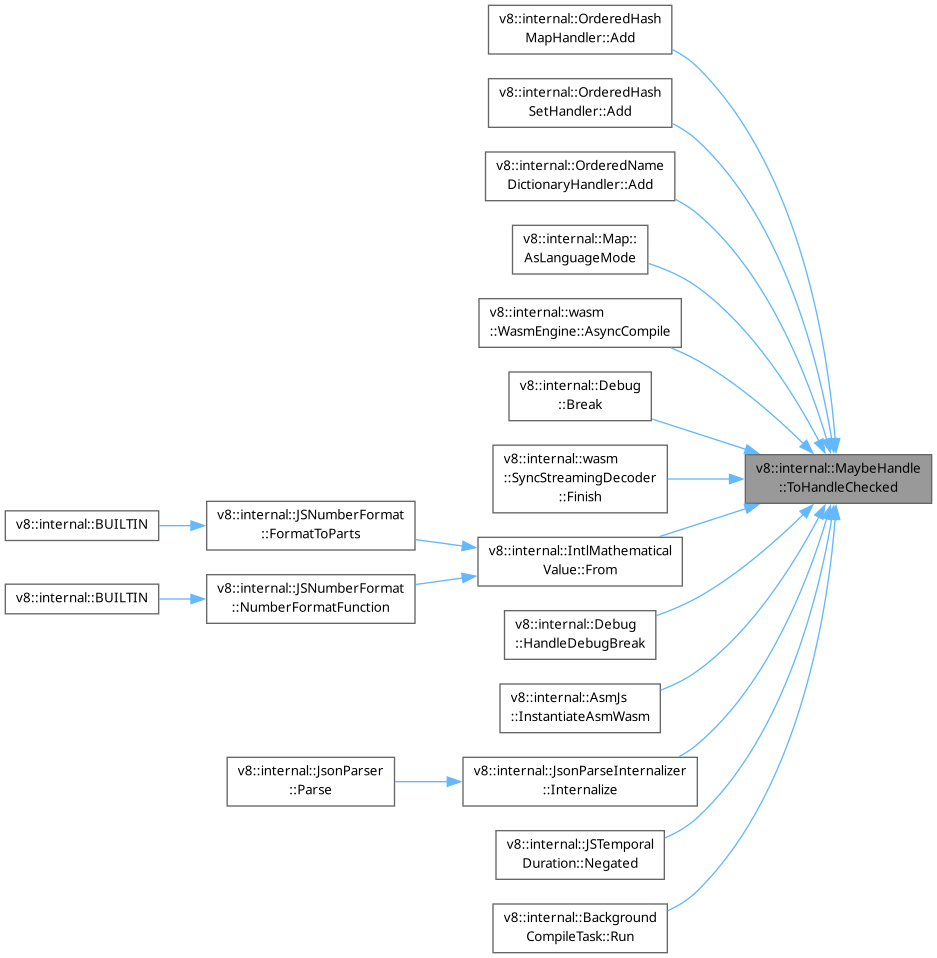 v8::internal::OrderedHash
MapHandler::Add
v8::internal::OrderedHash
SetHandler::Add
v8::internal::OrderedName
DictionaryHandler::Add
v8::internal::Map::
AsLanguageMode
v8::internal::wasm
::WasmEngine::AsyncCompile
v8::internal::Debug
::Break
v8::internal::MaybeHandle
::ToHandleChecked
v8::internal::wasm
::SyncStreamingDecoder
::Finish
v8::internal::BUILTIN
v8::internal::JSNumberFormat
::FormatToParts
v8::internal::IntlMathematical
Value::From
v8::internal::BUILTIN
v8::internal::JSNumberFormat
::NumberFormatFunction
v8::internal::Debug
::HandleDebugBreak
v8::internal::AsmJs
::InstantiateAsmWasm
v8::internal::JsonParser
::Parse
v8::internal::JsonParseInternalizer
::Internalize
v8::internal::JSTemporal
Duration::Negated
v8::internal::Background
CompileTask::Run